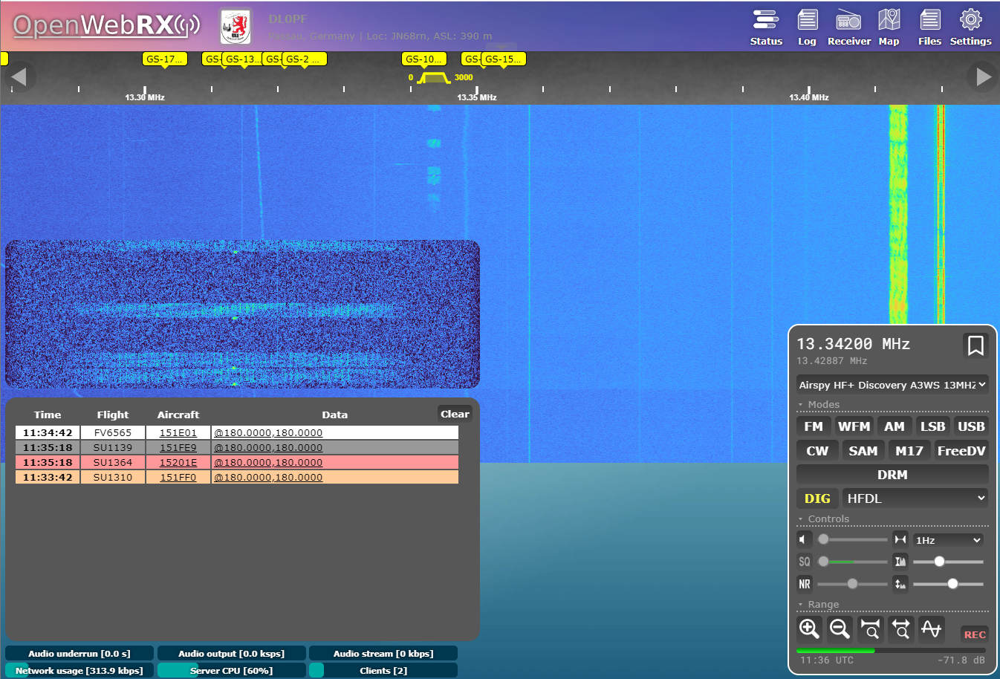 OpenWebRX
DL0PF
Passau, Germany | Loc: JN68rn, ASL: 390 m
Status Log Receiver Map Files Settings
GS-17... GS- GS-13... GS- GS-2 ... GS-10... GS- GS-15...
0 3000
13.30 MHz 13.35 MHz 13.40 MHz
13.34200 MHz
13.42887 MHz
Airspy HF+ Discovery A3WS 13MHZ
Modes
FM WFM AM LSB USB
CW SAM M17 FreeDV
DRM
DIG HFDL
Controls
1Hz
SQ
NR
Range
REC
11:36 UTC -71.8 dB
Time Flight Aircraft Data Clear
11:34:42 FV6565 151E01 @180.0000,180.0000
11:35:18 SU1139 151FE9 @180.0000,180.0000
11:35:18 SU1364 15201E @180.0000,180.0000
11:33:42 SU1310 151FF0 @180.0000,180.0000
Audio underrun [0.0 s] Audio output [0.0 ksps] Audio stream [0 kbps]
Network usage [313.9 kbps] Server CPU [60%] Clients [2]